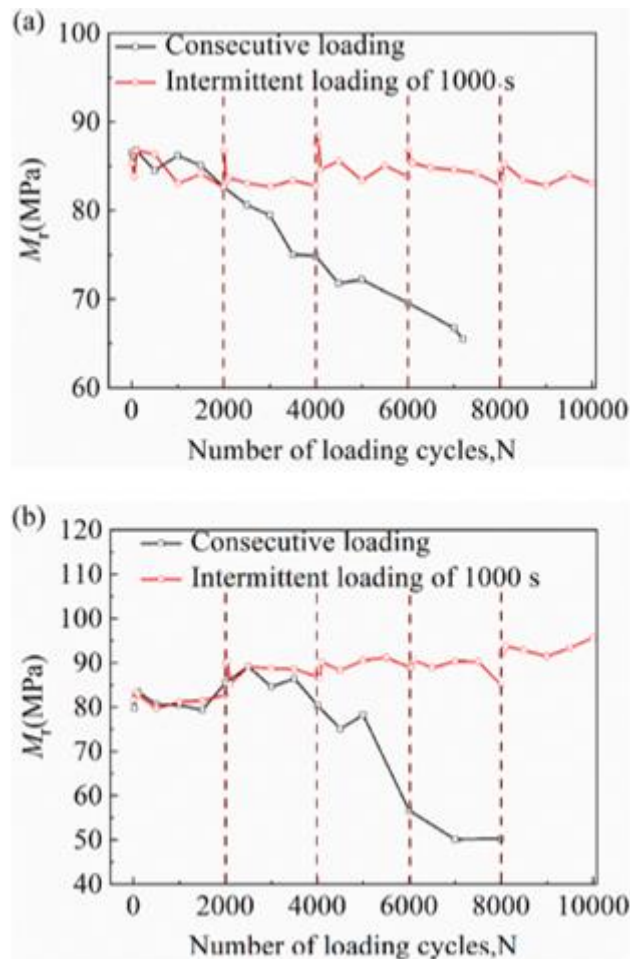 (a)
100
90
80
70
60
Mr(MPa)
Consecutive loading
Intermittent loading of 1000 s
0 2000 4000 6000 8000 10000
Number of loading cycles,N
(b)
120
110
100
90
80
70
60
50
40
Mr(MPa)
Consecutive loading
Intermittent loading of 1000 s
0 2000 4000 6000 8000 10000
Number of loading cycles,N